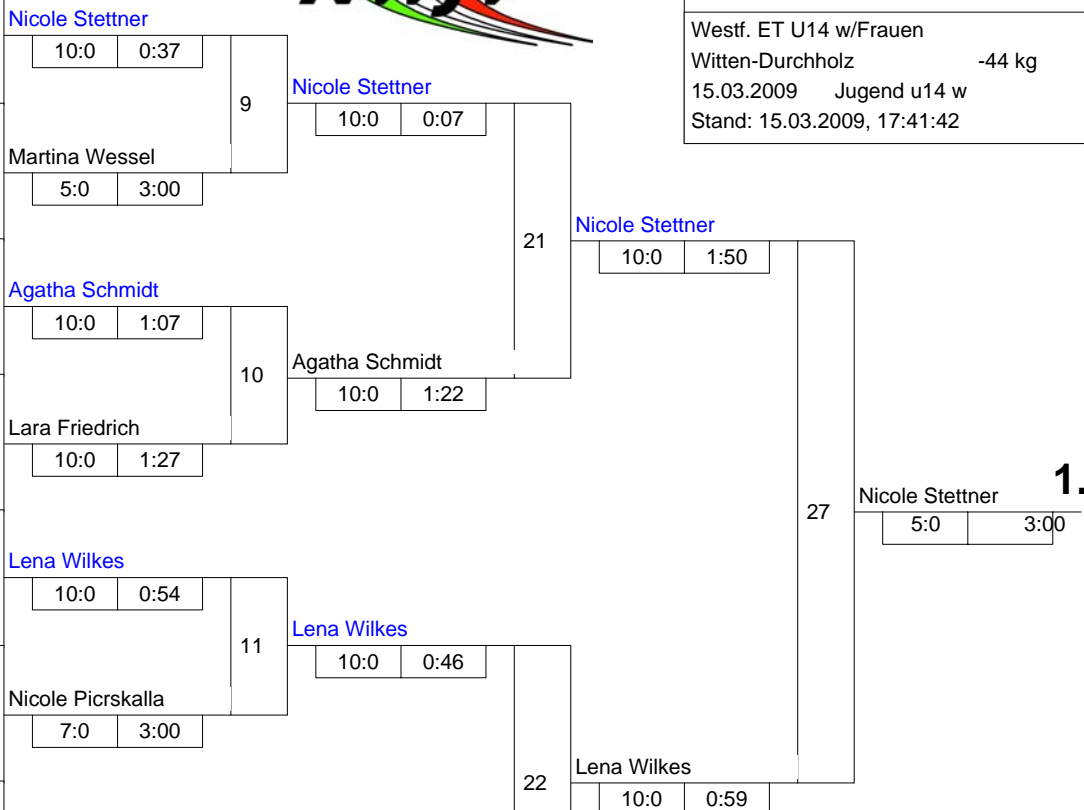 Westf. ET U14 w/Frauen
Witten-Durchholz -44 kg
15.03.2009 Jugend u14 w
Stand: 15.03.2009, 17:41:42
Nicole Stettner
10:0 0:37
9
Martina Wessel
5:0 3:00
Nicole Stettner
10:0 0:07
Agatha Schmidt
10:0 1:07
10
Lara Friedrich
10:0 1:27
Agatha Schmidt
10:0 1:22
21
Nicole Stettner
10:0 1:50
Lena Wilkes
10:0 0:54
11
Nicole Picrskalla
7:0 3:00
Lena Wilkes
10:0 0:46
22
Lena Wilkes
10:0 0:59
27
Nicole Stettner 1.
5:0 3:00